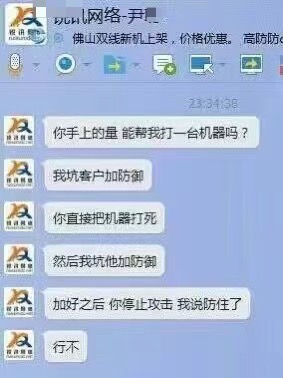 锐讯网络-尹
佛山双线新机上架，价格优惠。高防防
23:34:38
你手上的量 能帮我打一台机器吗？
我坑客户加防御
你直接把机器打死
然后我坑他加防御
加好之后 你停止攻击 我说防住了
行不